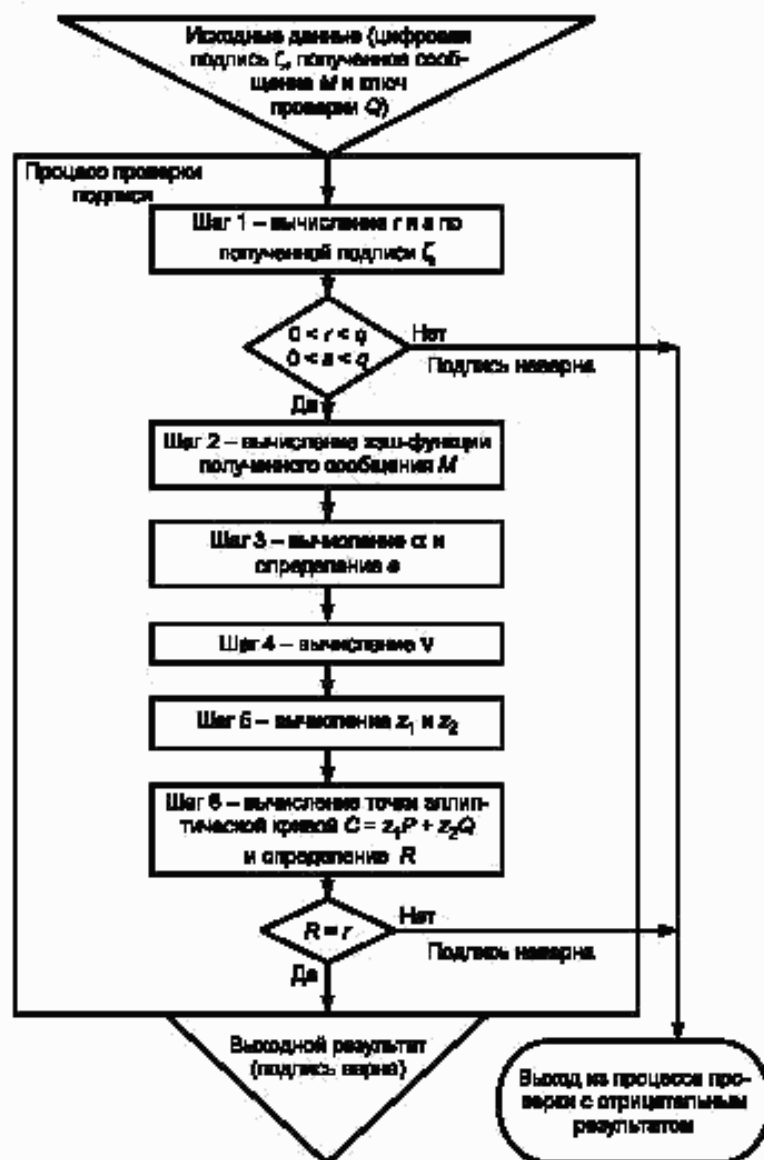 Исходные данные (цифровая
подпись ζ, полученное сооб-
щение M и ключ
проверки Q)
Процесс проверки
подписи
Шаг 1 – вычисление r и s по
полученной подписи ζ
0 < r < q
0 < s < q
Нет
Подпись неверна
Да
Шаг 2 – вычисление хэш-функции
полученного сообщения M
Шаг 3 – вычисление α и
определение e
Шаг 4 – вычисление v
Шаг 5 – вычисление z₁ и z₂
Шаг 6 – вычисление точки эллип-
тической кривой C = z₁P + z₂Q
и определение R
R = r
Нет
Подпись неверна
Да
Выходной результат
(подпись верна)
Выход из процесса про-
верки с отрицательным
результатом